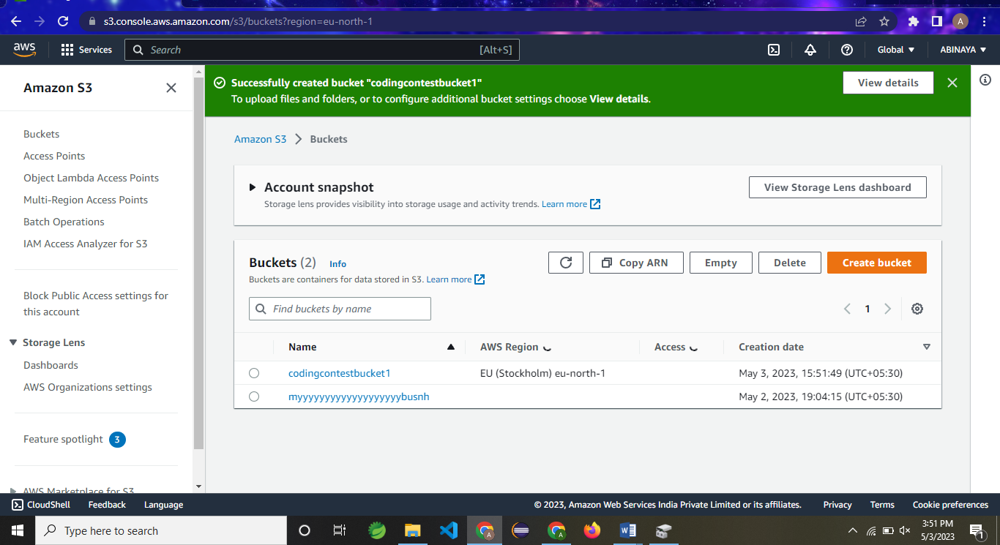 s3.console.aws.amazon.com/s3/buckets?region=eu-north-1
A
aws
Services
Search
[Alt+S]
Global
ABINAYA
Amazon S3
Buckets
Access Points
Object Lambda Access Points
Multi-Region Access Points
Batch Operations
IAM Access Analyzer for S3
Block Public Access settings for
this account
Storage Lens
Dashboards
AWS Organizations settings
Feature spotlight 3
AWS Marketplace for S3
Successfully created bucket "codingcontestbucket1"
To upload files and folders, or to configure additional bucket settings choose View details.
View details
Amazon S3 > Buckets
Account snapshot
Storage lens provides visibility into storage usage and activity trends. Learn more
View Storage Lens dashboard
Buckets (2) Info
Buckets are containers for data stored in S3. Learn more
Copy ARN
Empty
Delete
Create bucket
Find buckets by name
1
Name AWS Region Access Creation date
codingcontestbucket1 EU (Stockholm) eu-north-1 May 3, 2023, 15:51:49 (UTC+05:30)
myyyyyyyyyyyyyyyyyyybusnh May 2, 2023, 19:04:15 (UTC+05:30)
CloudShell Feedback Language © 2023, Amazon Web Services India Private Limited or its affiliates. Privacy Terms Cookie preferences
Type here to search
3:51 PM
5/3/2023
1